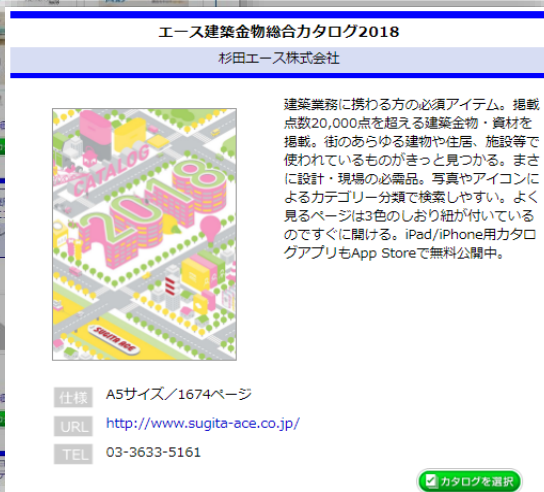 エース建築金物総合カタログ2018
杉田エース株式会社
建築業務に携わる方の必須アイテム。掲載
点数20,000点を超える建築金物・資材を
掲載。街のあらゆる建物や住居、施設等で
使われているものがきっと見つかる。まさ
に設計・現場の必需品。写真やアイコンに
よるカテゴリー分類で検索しやすい。よく
見るページは3色のしおり紐が付いている
のですぐに開ける。iPad/iPhone用カタロ
グアプリもApp Storeで無料公開中。
CATALOG
2018
SUGITA ACE
仕様 A5サイズ／1674ページ
URL http://www.sugita-ace.co.jp/
TEL 03-3633-5161
カタログを選択